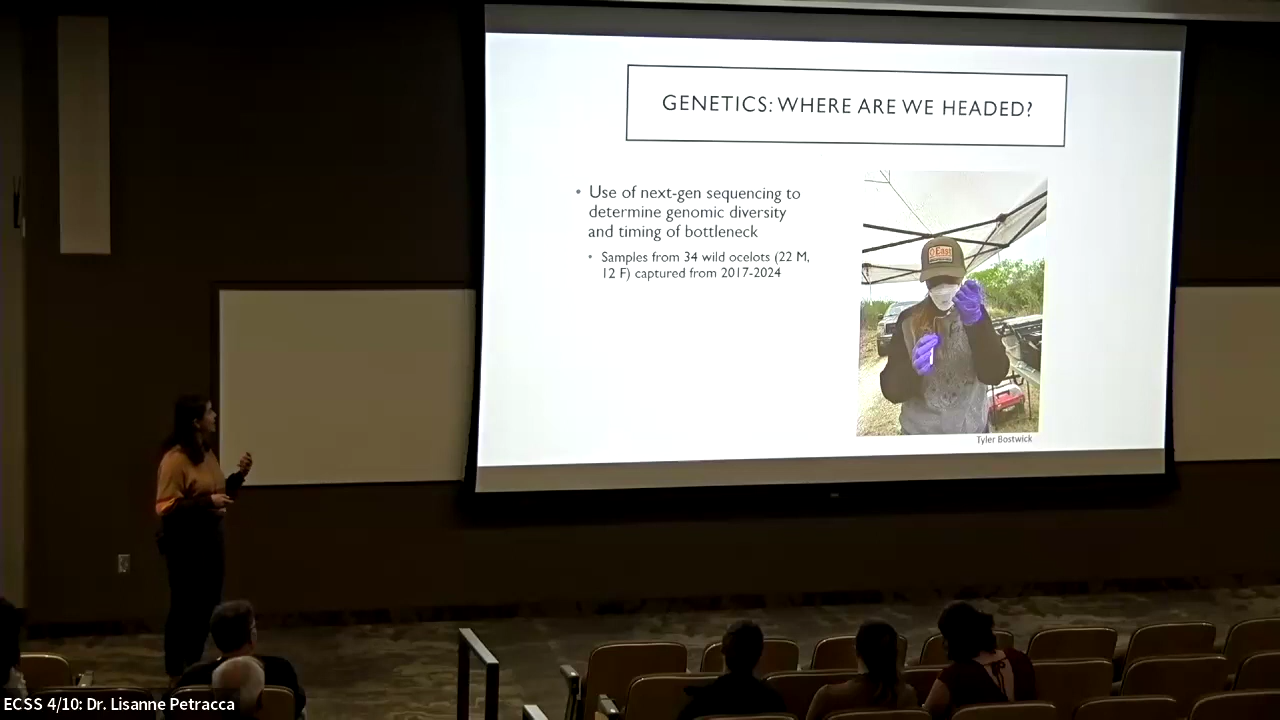 GENETICS: WHERE ARE WE HEADED?
• Use of next-gen sequencing to
determine genomic diversity
and timing of bottleneck
• Samples from 34 wild ocelots (22 M,
12 F) captured from 2017-2024
East
Tyler Bostwick
ECSS 4/10: Dr. Lisanne Petracca